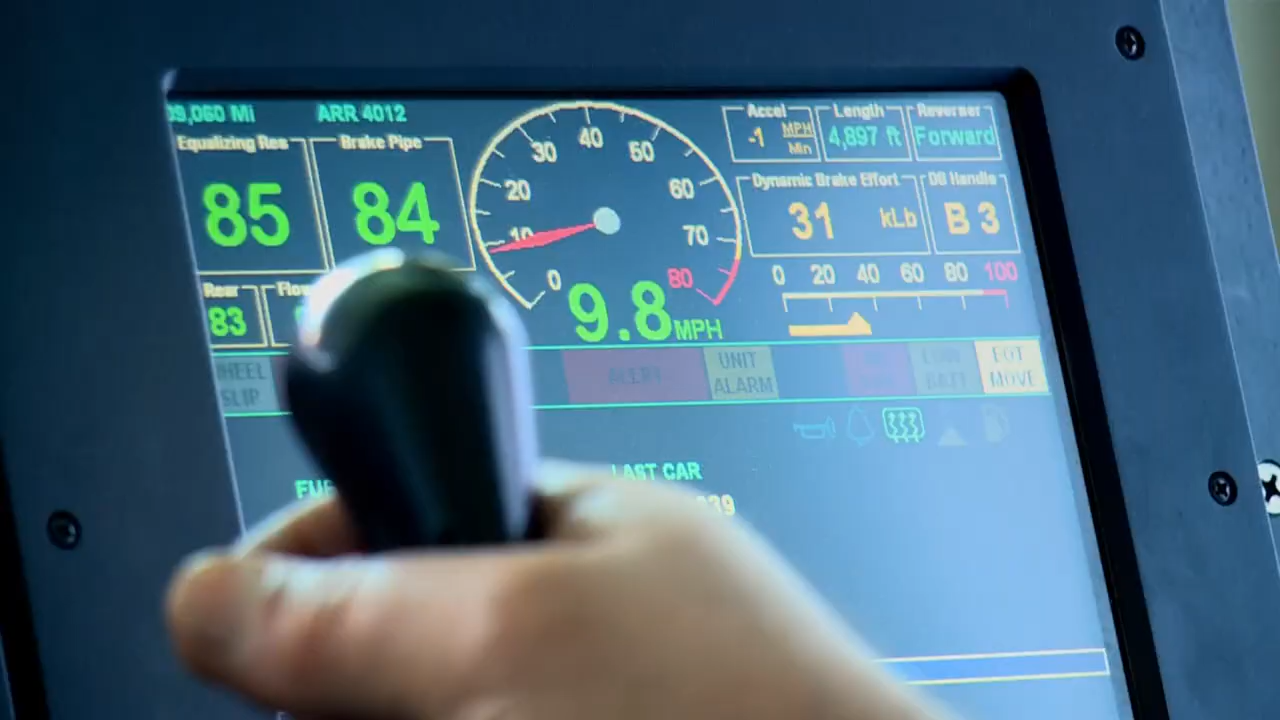 09,060 Mi ARR 4012
Equalizing Res
85
Brake Pipe
84
Rear
83
Flow
0 10 20 30 40 50 60 70 80
9.8 MPH
Accel
-1 MPH
Min
Length
4,897 ft
Reverser
Forward
Dynamic Brake Effort
31 kLb
DB Handle
B 3
0 20 40 60 80 100
WHEEL
SLIP
ALERT
UNIT
ALARM
EOT
MOVE
LAST CAR
39